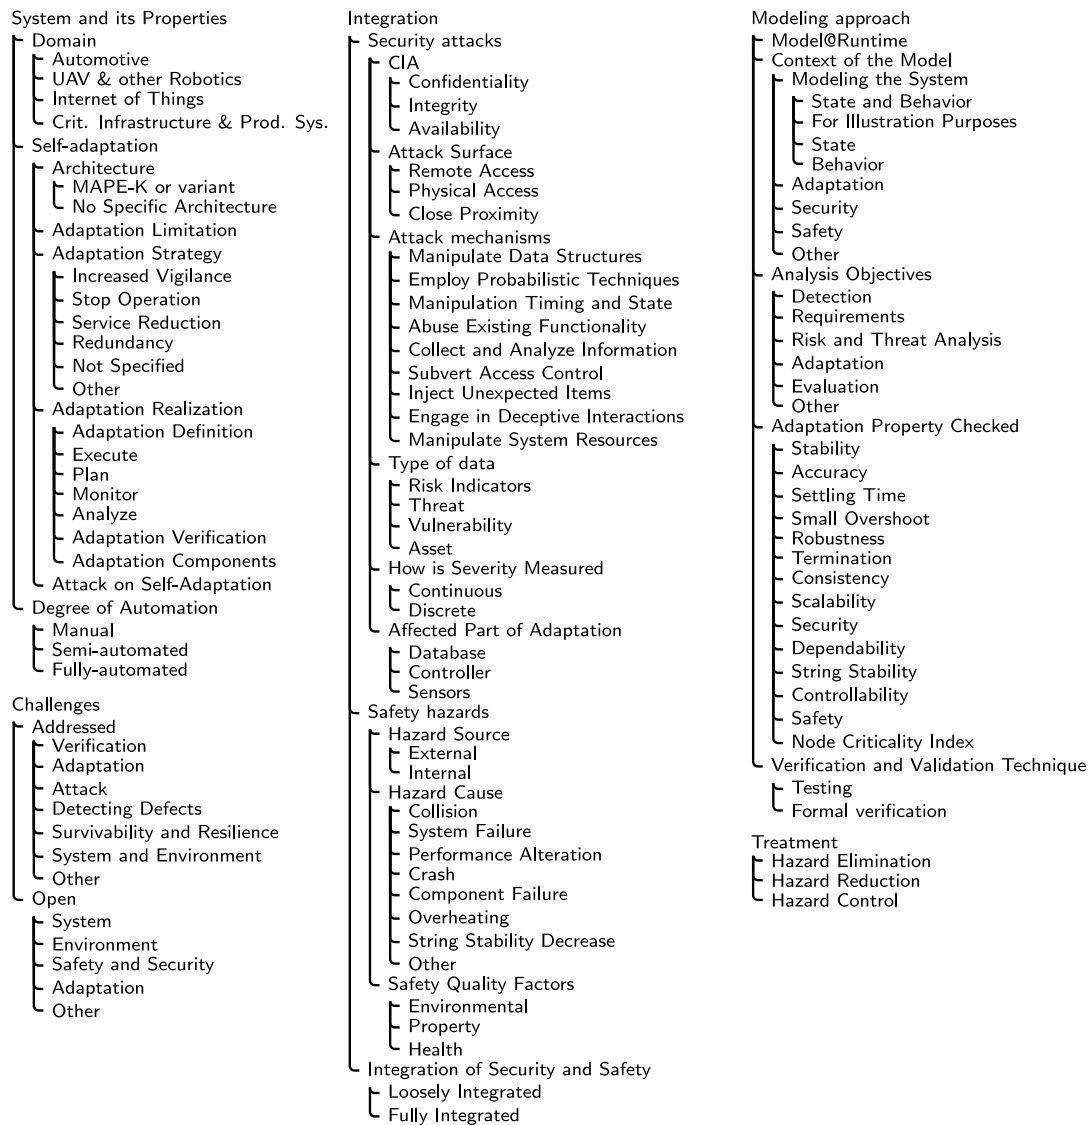 System and its Properties
Domain
Automotive
UAV & other Robotics
Internet of Things
Crit. Infrastructure & Prod. Sys.
Self-adaptation
Architecture
MAPE-K or variant
No Specific Architecture
Adaptation Limitation
Adaptation Strategy
Increased Vigilance
Stop Operation
Service Reduction
Redundancy
Not Specified
Other
Adaptation Realization
Adaptation Definition
Execute
Plan
Monitor
Analyze
Adaptation Verification
Adaptation Components
Attack on Self-Adaptation
Degree of Automation
Manual
Semi-automated
Fully-automated
Challenges
Addressed
Verification
Adaptation
Attack
Detecting Defects
Survivability and Resilience
System and Environment
Other
Open
System
Environment
Safety and Security
Adaptation
Other
Integration
Security attacks
CIA
Confidentiality
Integrity
Availability
Attack Surface
Remote Access
Physical Access
Close Proximity
Attack mechanisms
Manipulate Data Structures
Employ Probabilistic Techniques
Manipulation Timing and State
Abuse Existing Functionality
Collect and Analyze Information
Subvert Access Control
Inject Unexpected Items
Engage in Deceptive Interactions
Manipulate System Resources
Type of data
Risk Indicators
Threat
Vulnerability
Asset
How is Severity Measured
Continuous
Discrete
Affected Part of Adaptation
Database
Controller
Sensors
Safety hazards
Hazard Source
External
Internal
Hazard Cause
Collision
System Failure
Performance Alteration
Crash
Component Failure
Overheating
String Stability Decrease
Other
Safety Quality Factors
Environmental
Property
Health
Integration of Security and Safety
Loosely Integrated
Fully Integrated
Modeling approach
Model@Runtime
Context of the Model
Modeling the System
State and Behavior
For Illustration Purposes
State
Behavior
Adaptation
Security
Safety
Other
Analysis Objectives
Detection
Requirements
Risk and Threat Analysis
Adaptation
Evaluation
Other
Adaptation Property Checked
Stability
Accuracy
Settling Time
Small Overshoot
Robustness
Termination
Consistency
Scalability
Security
Dependability
String Stability
Controllability
Safety
Node Criticality Index
Verification and Validation Technique
Testing
Formal verification
Treatment
Hazard Elimination
Hazard Reduction
Hazard Control